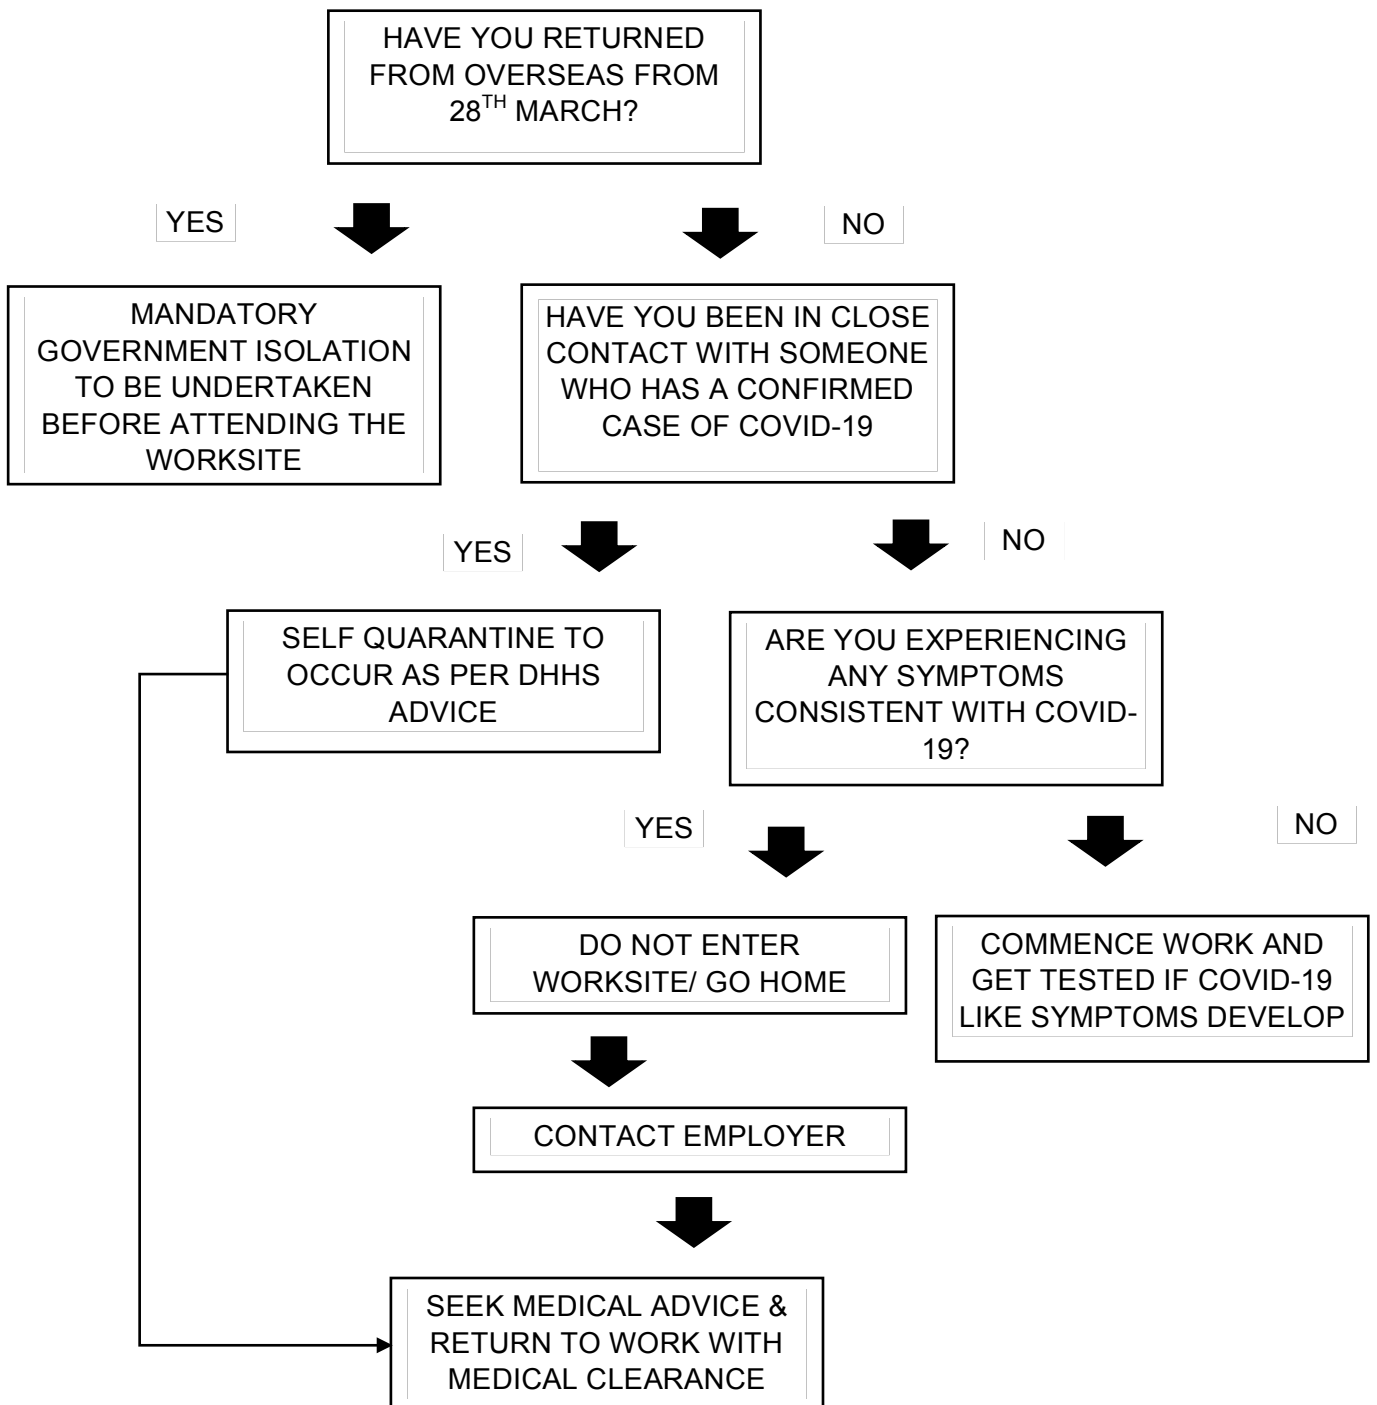 HAVE YOU RETURNED
FROM OVERSEAS FROM
28TH MARCH?
YES
NO
MANDATORY
GOVERNMENT ISOLATION
TO BE UNDERTAKEN
BEFORE ATTENDING THE
WORKSITE
HAVE YOU BEEN IN CLOSE
CONTACT WITH SOMEONE
WHO HAS A CONFIRMED
CASE OF COVID-19
YES
NO
SELF QUARANTINE TO
OCCUR AS PER DHHS
ADVICE
ARE YOU EXPERIENCING
ANY SYMPTOMS
CONSISTENT WITH COVID-
19?
YES
NO
DO NOT ENTER
WORKSITE/ GO HOME
COMMENCE WORK AND
GET TESTED IF COVID-19
LIKE SYMPTOMS DEVELOP
CONTACT EMPLOYER
SEEK MEDICAL ADVICE &
RETURN TO WORK WITH
MEDICAL CLEARANCE